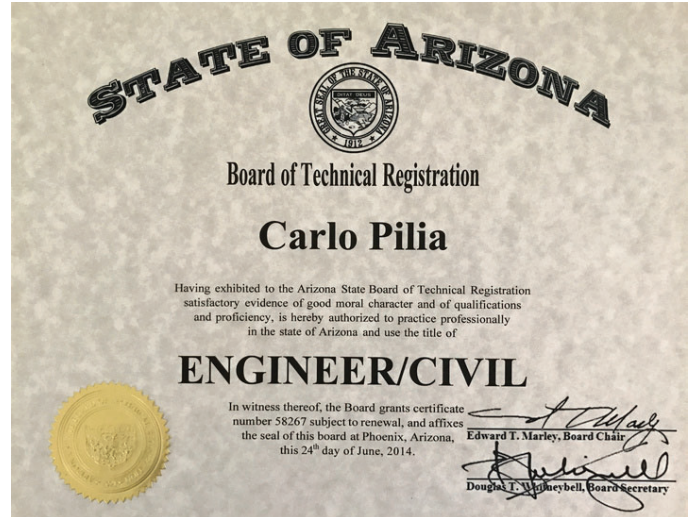 STATE OF ARIZONA
GREAT SEAL OF THE STATE OF ARIZONA
DITAT DEUS
1912
Board of Technical Registration
Carlo Pilia
Having exhibited to the Arizona State Board of Technical Registration
satisfactory evidence of good moral character and of qualifications
and proficiency, is hereby authorized to practice professionally
in the state of Arizona and use the title of
ENGINEER/CIVIL
In witness thereof, the Board grants certificate
number 58267 subject to renewal, and affixes
the seal of this board at Phoenix, Arizona,
this 24th day of June, 2014.
Edward T. Marley, Board Chair
Douglas T. Whitneybell, Board Secretary